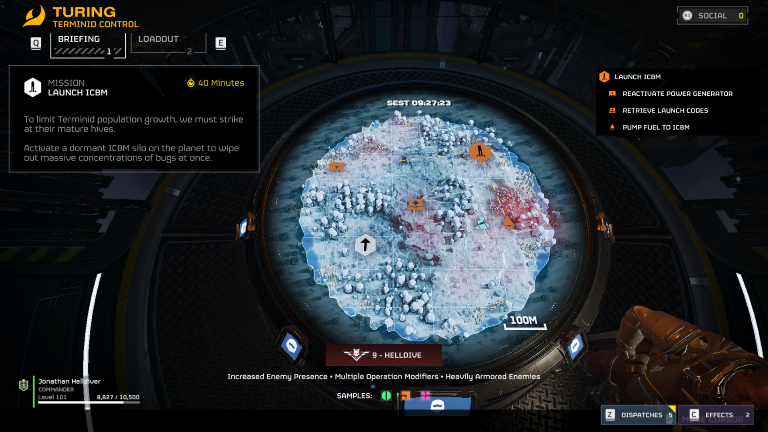 TURING
TERMINID CONTROL
Q
BRIEFING
1
LOADOUT
2
E
SOCIAL 0
MISSION
LAUNCH ICBM
40 Minutes
To limit Terminid population growth, we must strike
at their mature hives.
Activate a dormant ICBM silo on the planet to wipe
out massive concentrations of bugs at once.
LAUNCH ICBM
REACTIVATE POWER GENERATOR
RETRIEVE LAUNCH CODES
PUMP FUEL TO ICBM
SEST 09:27:23
100M
9 - HELLDIVE
Increased Enemy Presence • Multiple Operation Modifiers • Heavily Armored Enemies
SAMPLES:
Jonathan Helldiver
COMMANDER
Level 101 8,827 / 10,500
Z DISPATCHES 5
C EFFECTS 2
MOVE CURSOR